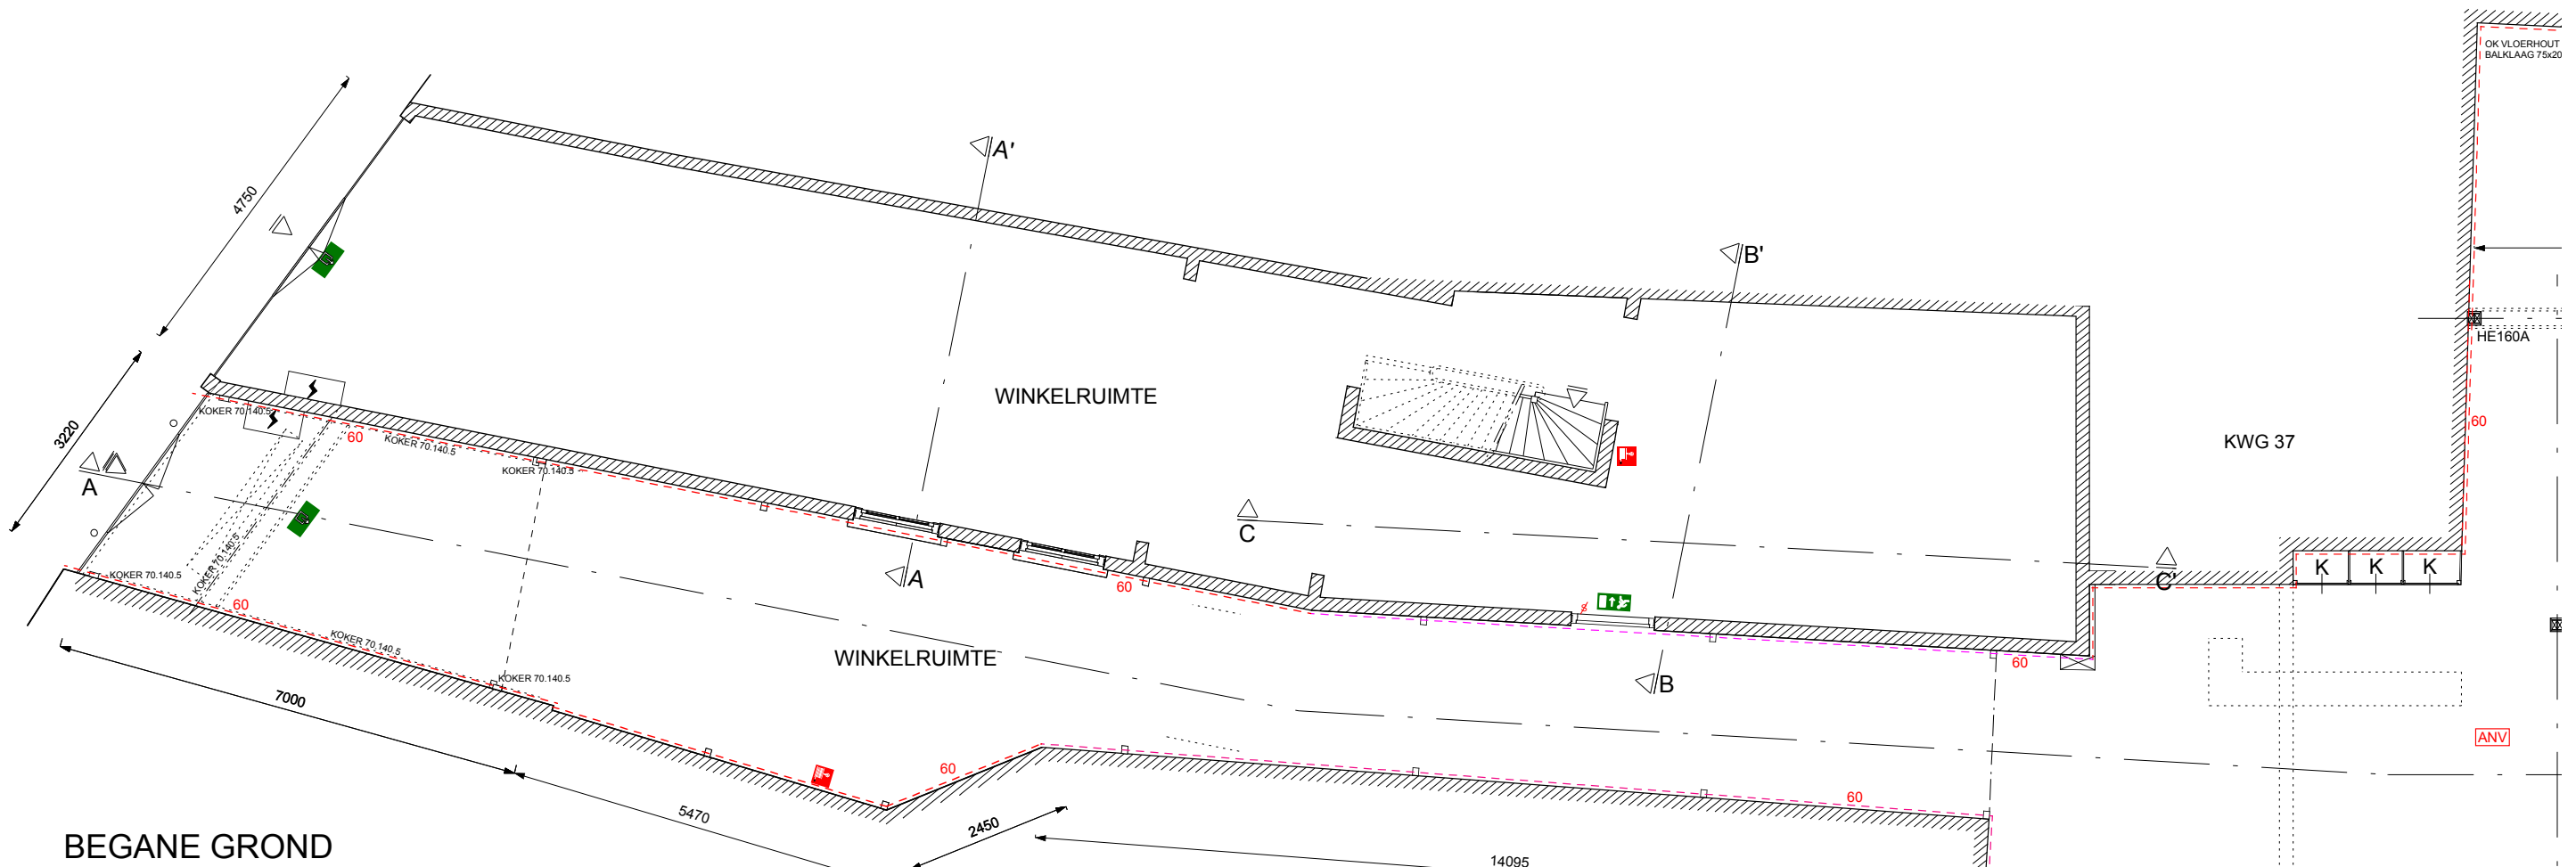 OK VLOERHOUT
BALKLAAG 75x20
4750
A'
B'
HE160A
3220
WINKELRUIMTE
KOKER 70.140.5
60
KOKER 70.140.5
KOKER 70.140.5
60
KWG 37
A
C
KOKER 70.140.5
A
C'
K
K
K
KOKER 70.140.5
60
60
KOKER 70.140.5
WINKELRUIMTE
60
KOKER 70.140.5
B
7000
ANV
60
60
5470
2450
BEGANE GROND
14095